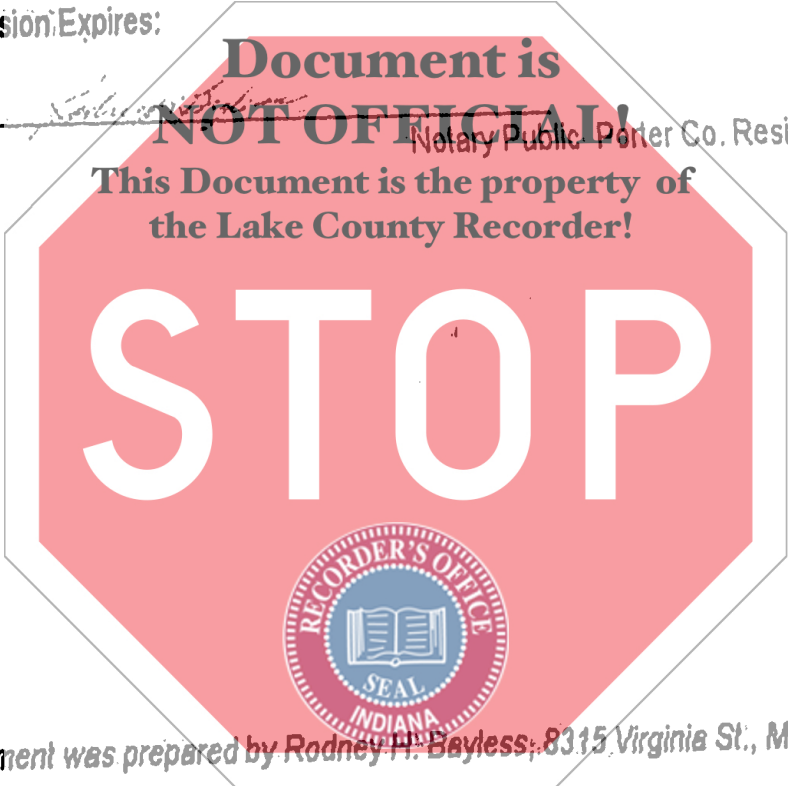 sion Expires:
Document is
NOT OFFICIAL!
Notary Public Porter Co. Resi
This Document is the property of
the Lake County Recorder!
STOP
RECORDER'S OFFICE
SEAL
INDIANA
ment was prepared by Rodney H. Bayless, 8315 Virginia St., M